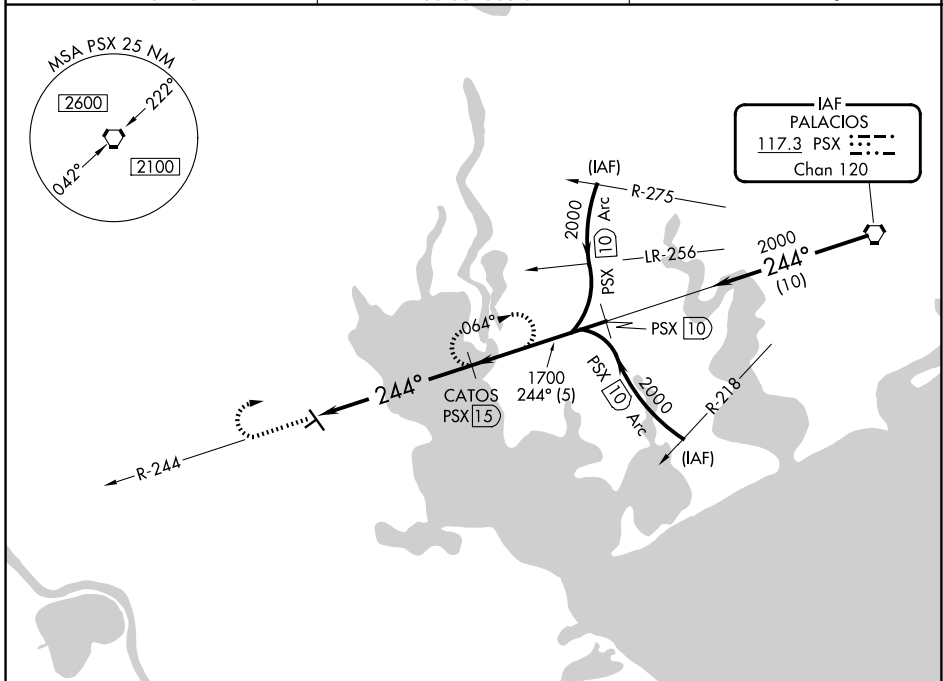 MSA PSX 25 NM
2600
222°
042°
2100
IAF
PALACIOS
117.3 PSX
Chan 120
(IAF)
R-275
2000
PSX 10 Arc
LR-256
2000
244°
(10)
PSX 10
064°
1700
244° (5)
CATOS
PSX 15
244°
PSX 10 Arc
2000
R-218
(IAF)
R-244